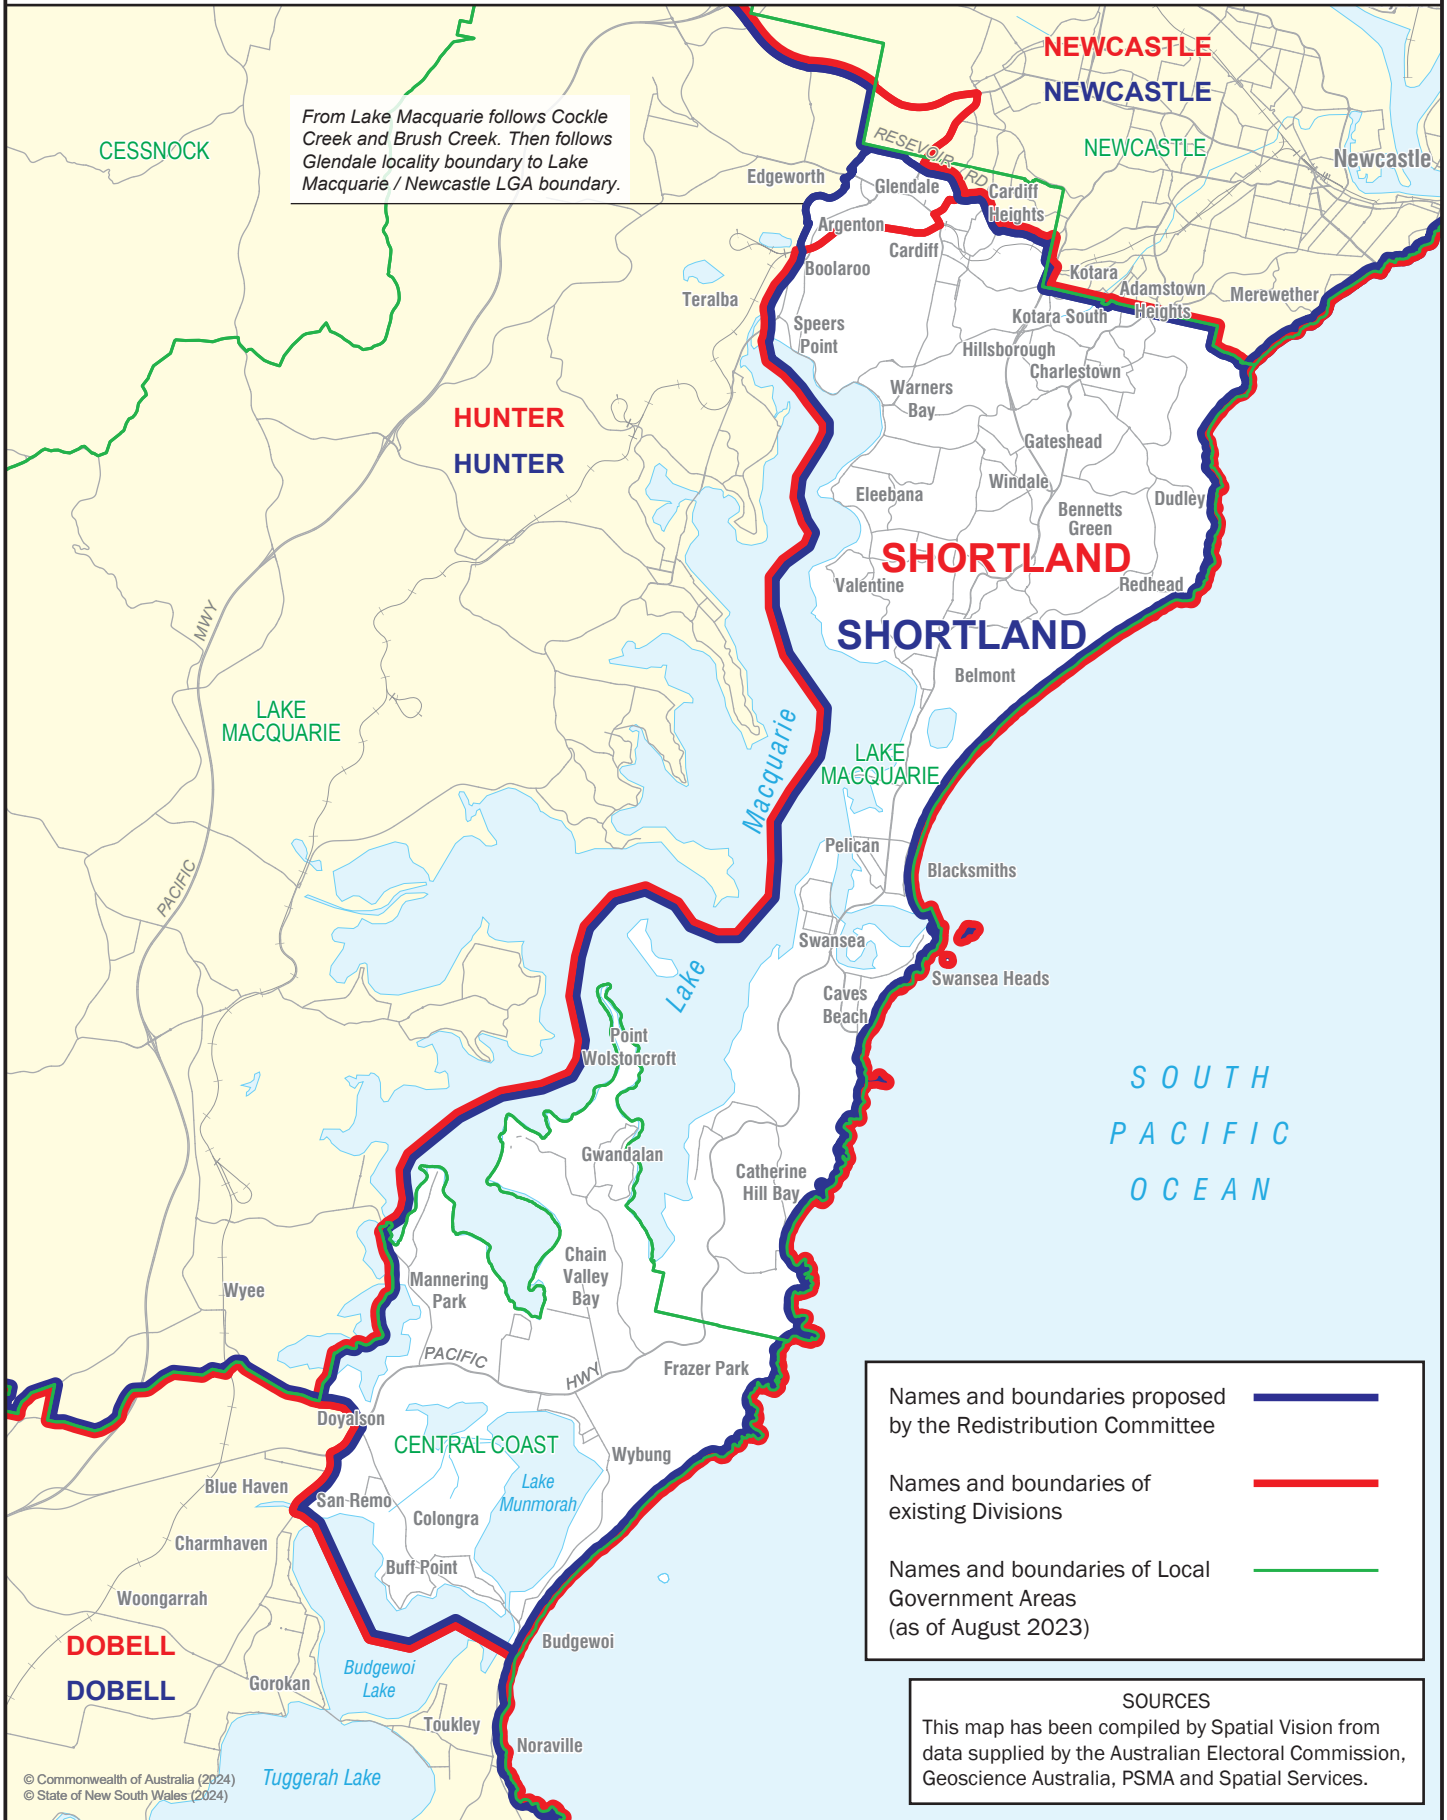 NEWCASTLE
NEWCASTLE
NEWCASTLE
Newcastle
From Lake Macquarie follows Cockle
Creek and Brush Creek. Then follows
Glendale locality boundary to Lake
Macquarie / Newcastle LGA boundary.
CESSNOCK
RESEVOIR RD
Edgeworth
Glendale
Cardiff
Heights
Argenton
Cardiff
Boolaroo
Kotara
Adamstown
Heights
Merewether
Teralba
Kotara South
Speers
Point
Hillsborough
Charlestown
Warners
Bay
HUNTER
HUNTER
Gateshead
Windale
Eleebana
Bennetts
Green
Dudley
SHORTLAND
Valentine
Redhead
SHORTLAND
MWY
Belmont
LAKE
MACQUARIE
Macquarie
LAKE
MACQUARIE
Pelican
Blacksmiths
PACIFIC
Swansea
Lake
Swansea Heads
Caves
Beach
Point
Wolstoncroft
SOUTH
PACIFIC
OCEAN
Gwandalan
Catherine
Hill Bay
Chain
Valley
Bay
Mannering
Park
Wyee
PACIFIC
HWY
Frazer Park
Doyalson
CENTRAL COAST
Wybung
Lake
Munmorah
Blue Haven
San Remo
Colongra
Charmhaven
Buff Point
Woongarrah
Budgewoi
DOBELL
DOBELL
Budgewoi
Lake
Gorokan
Toukley
Noraville
Tuggerah Lake
Names and boundaries proposed
by the Redistribution Committee
Names and boundaries of
existing Divisions
Names and boundaries of Local
Government Areas
(as of August 2023)
SOURCES
This map has been compiled by Spatial Vision from
data supplied by the Australian Electoral Commission,
Geoscience Australia, PSMA and Spatial Services.
© Commonwealth of Australia (2024)
© State of New South Wales (2024)